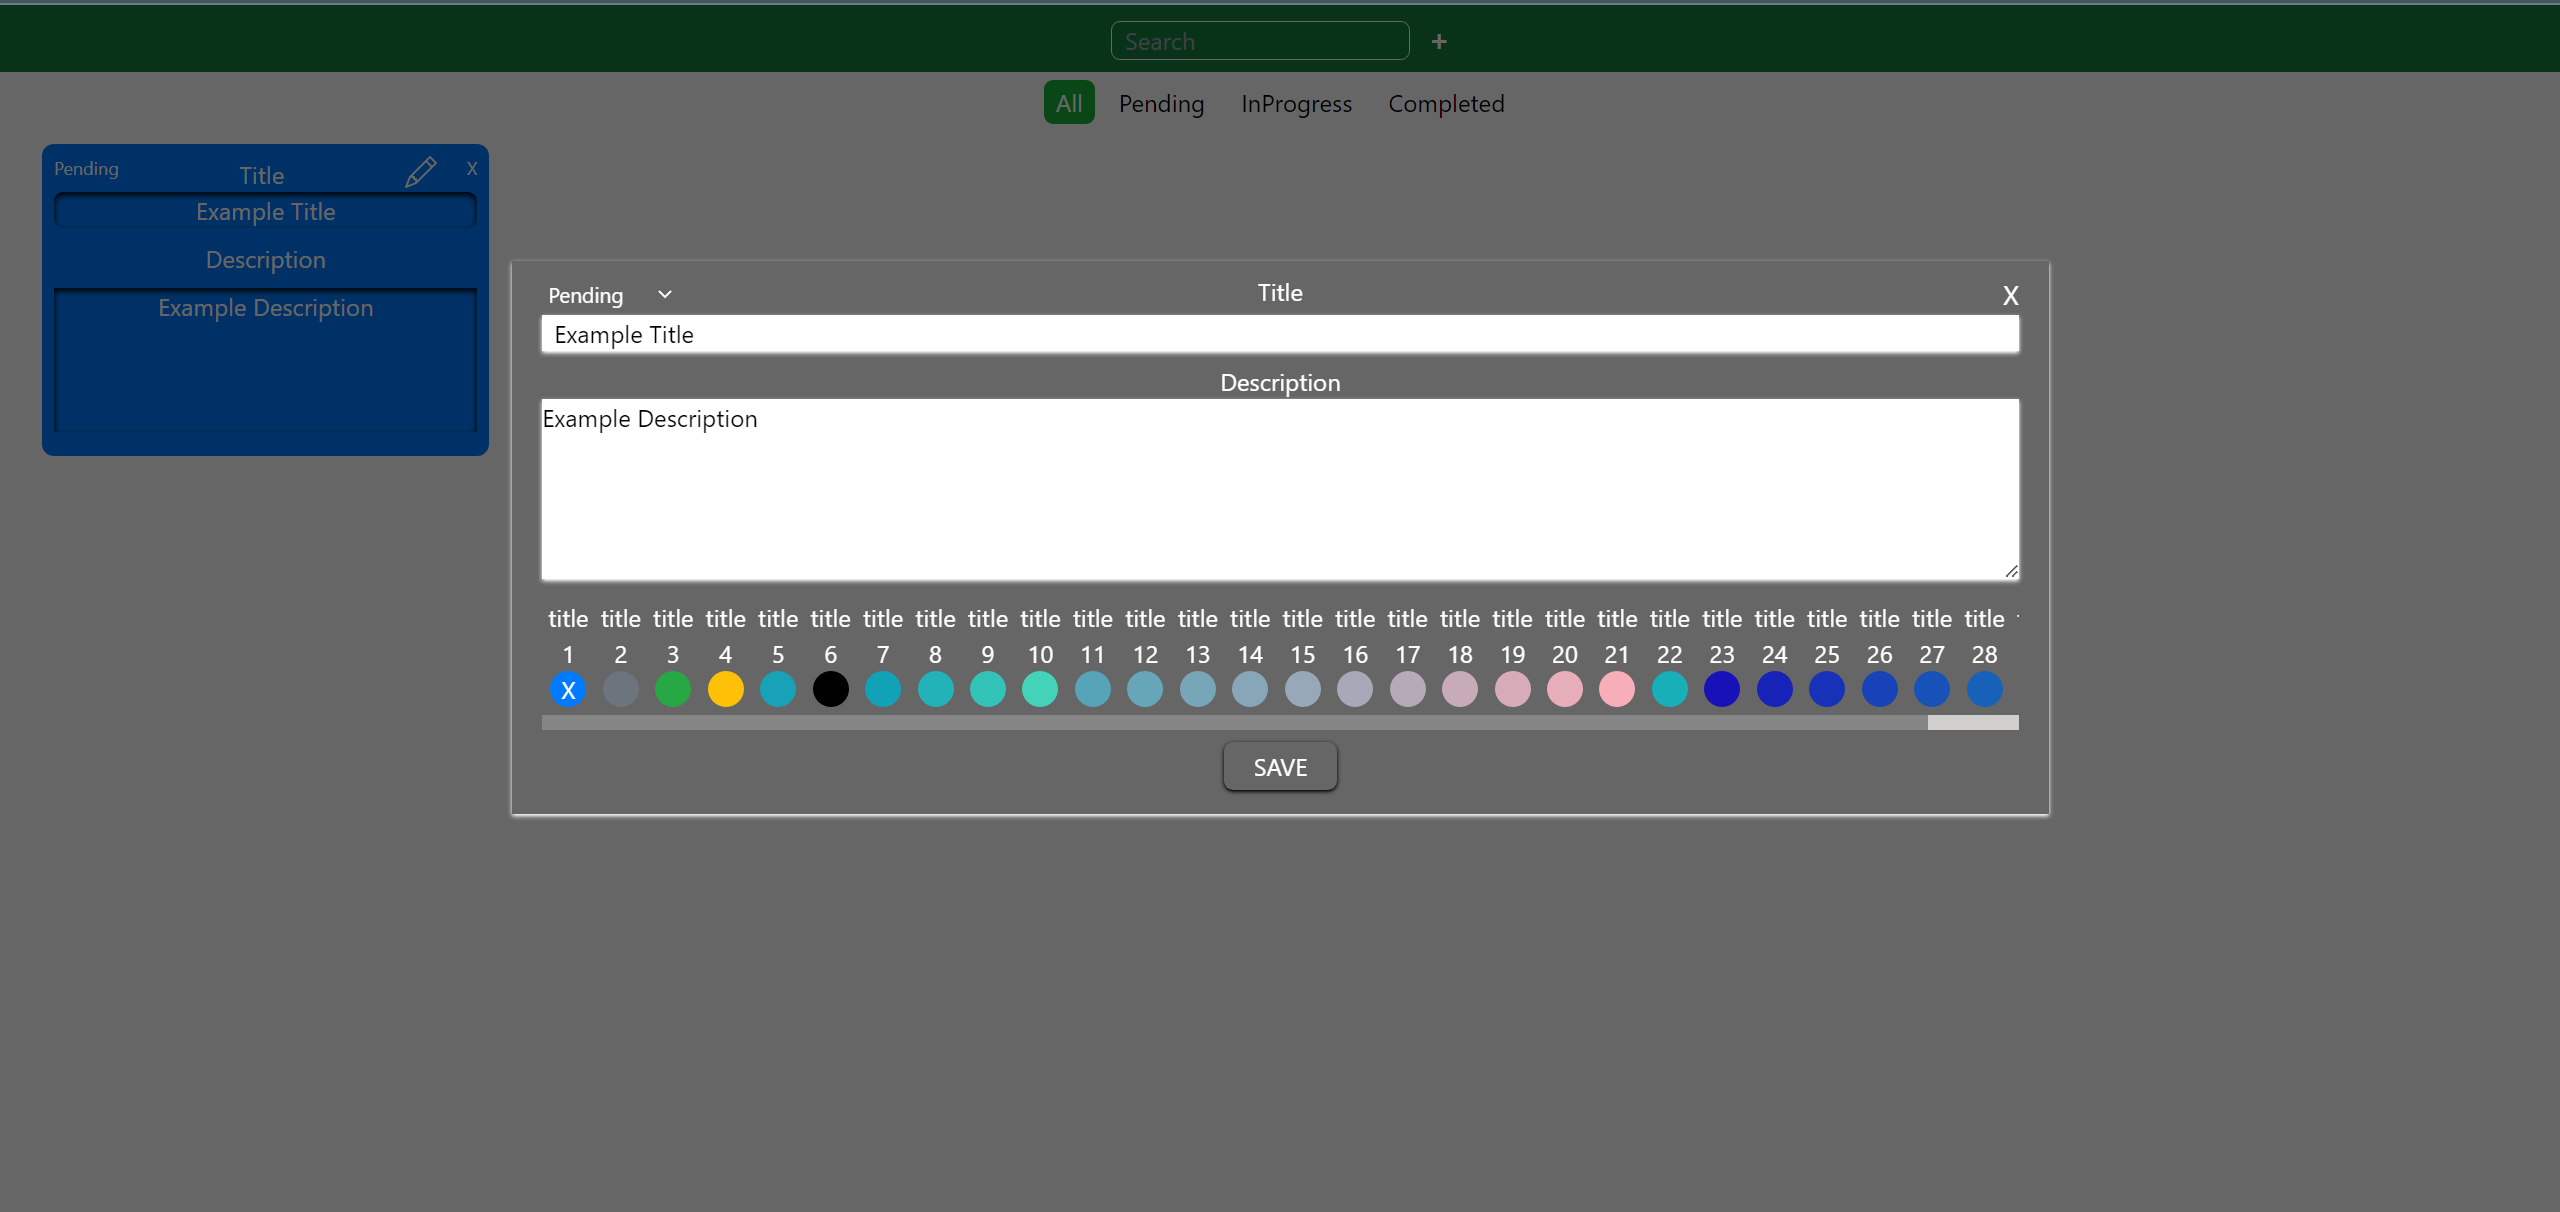 Search +
All Pending InProgress Completed
Pending Title X
Example Title
Description
Example Description
Pending Title X
Example Title
Description
Example Description
title title title title title title title title title title title title title title title title title title title title title title title title title title title title
1 2 3 4 5 6 7 8 9 10 11 12 13 14 15 16 17 18 19 20 21 22 23 24 25 26 27 28
X
SAVE